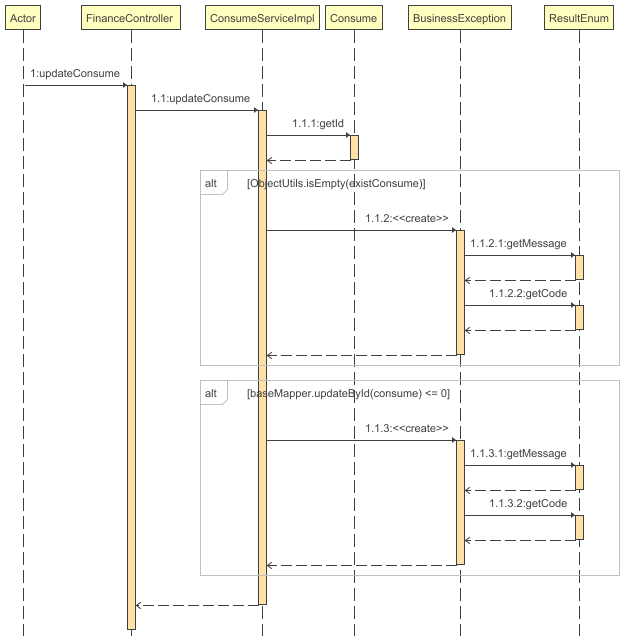 Actor FinanceController ConsumeServiceImpl Consume BusinessException ResultEnum
1:updateConsume
1.1:updateConsume
1.1.1:getId
alt [ObjectUtils.isEmpty(existConsume)]
1.1.2:<<create>>
1.1.2.1:getMessage
1.1.2.2:getCode
alt [baseMapper.updateById(consume) <= 0]
1.1.3:<<create>>
1.1.3.1:getMessage
1.1.3.2:getCode